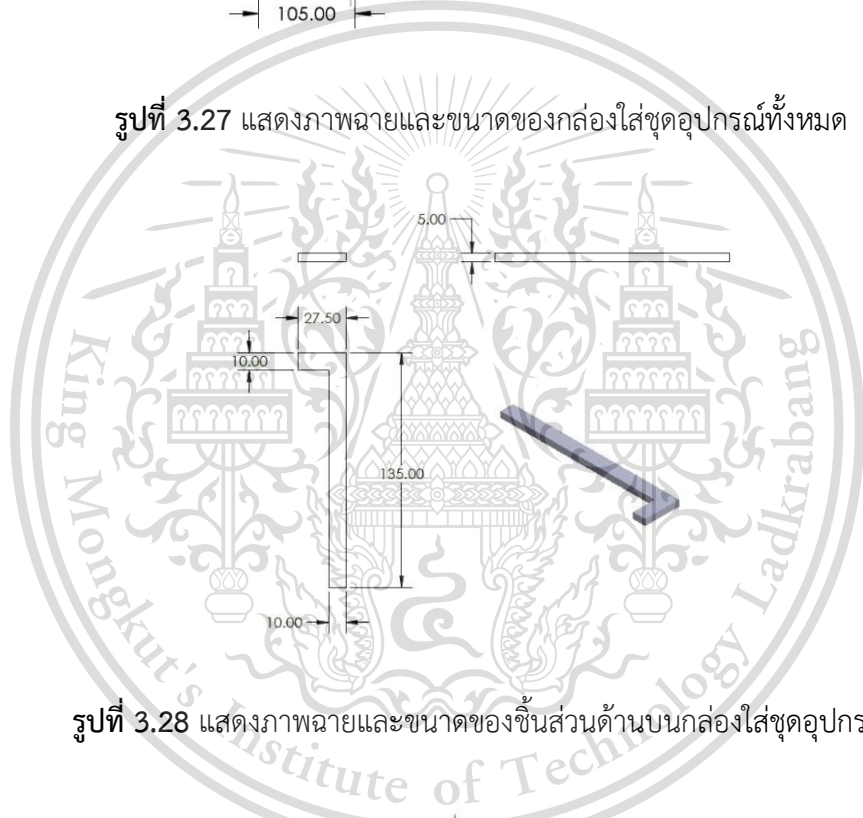 105.00
รูปที่ 3.27 แสดงภาพฉายและขนาดของกล่องใส่ชุดอุปกรณ์ทั้งหมด
5.00
27.50
10.00
135.00
10.00
รูปที่ 3.28 แสดงภาพฉายและขนาดของชิ้นส่วนด้านบนกล่องใส่ชุดอุปกร
King Mongkut's Institute of Technology Ladkrabang